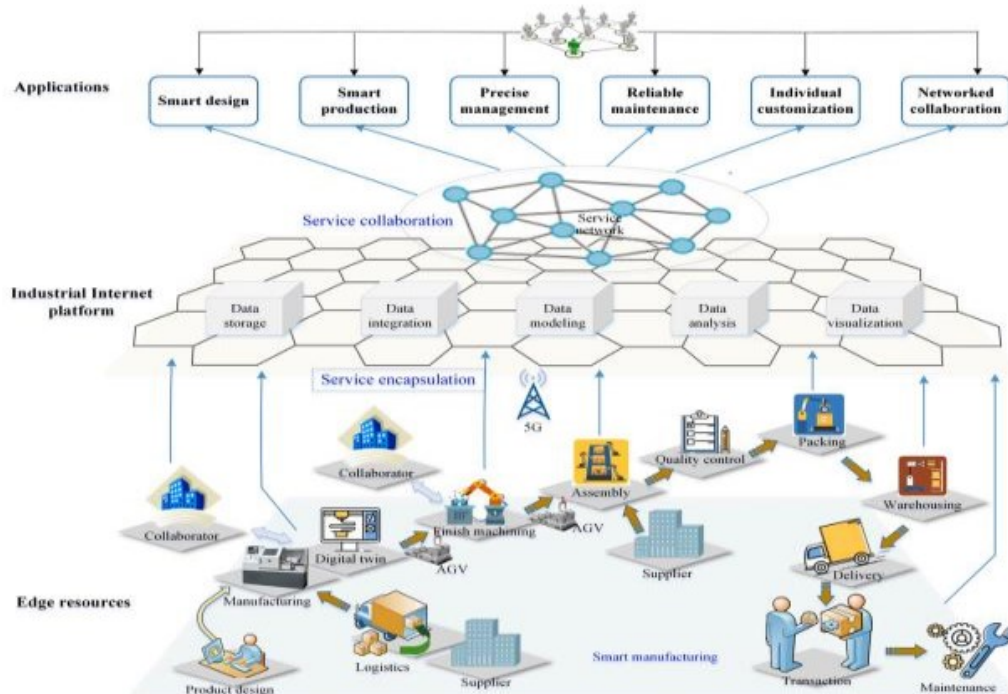 Applications
Smart design
Smart
production
Precise
management
Reliable
maintenance
Individual
customization
Networked
collaboration
Service collaboration
Service
network
Industrial Internet
platform
Data
storage
Data
integration
Data
modeling
Data
analysis
Data
visualization
Service encapsulation
5G
Collaborator
Collaborator
Digital twin
Finish machining
AGV
Assembly
AGV
Quality control
Packing
Warehousing
Supplier
Delivery
Edge resources
Manufacturing
Product design
Logistics
Supplier
Smart manufacturing
Transaction
Maintenance